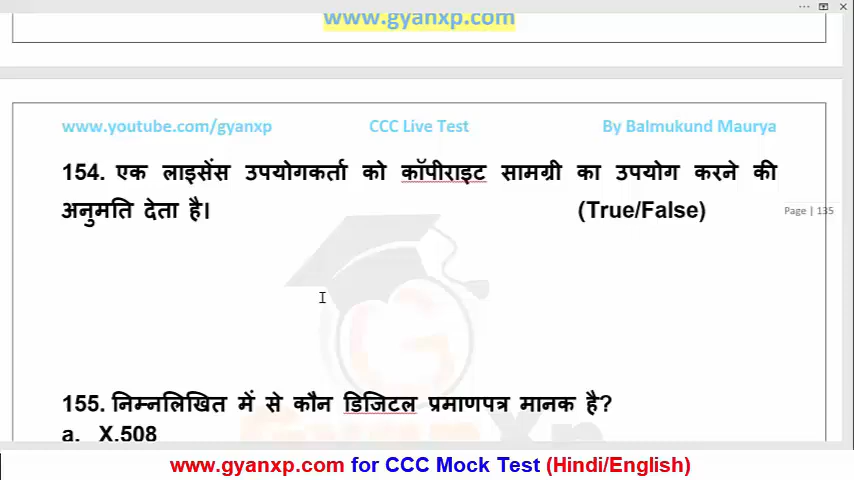 www.gyanxp.com
www.youtube.com/gyanxp CCC Live Test By Balmukund Maurya
154. एक लाइसेंस उपयोगकर्ता को कॉपीराइट सामग्री का उपयोग करने की
अनुमति देता है। (True/False)
Page | 135
155. निम्नलिखित में से कौन डिजिटल प्रमाणपत्र मानक है?
a. X.508
GyanXp
www.gyanxp.com for CCC Mock Test (Hindi/English)